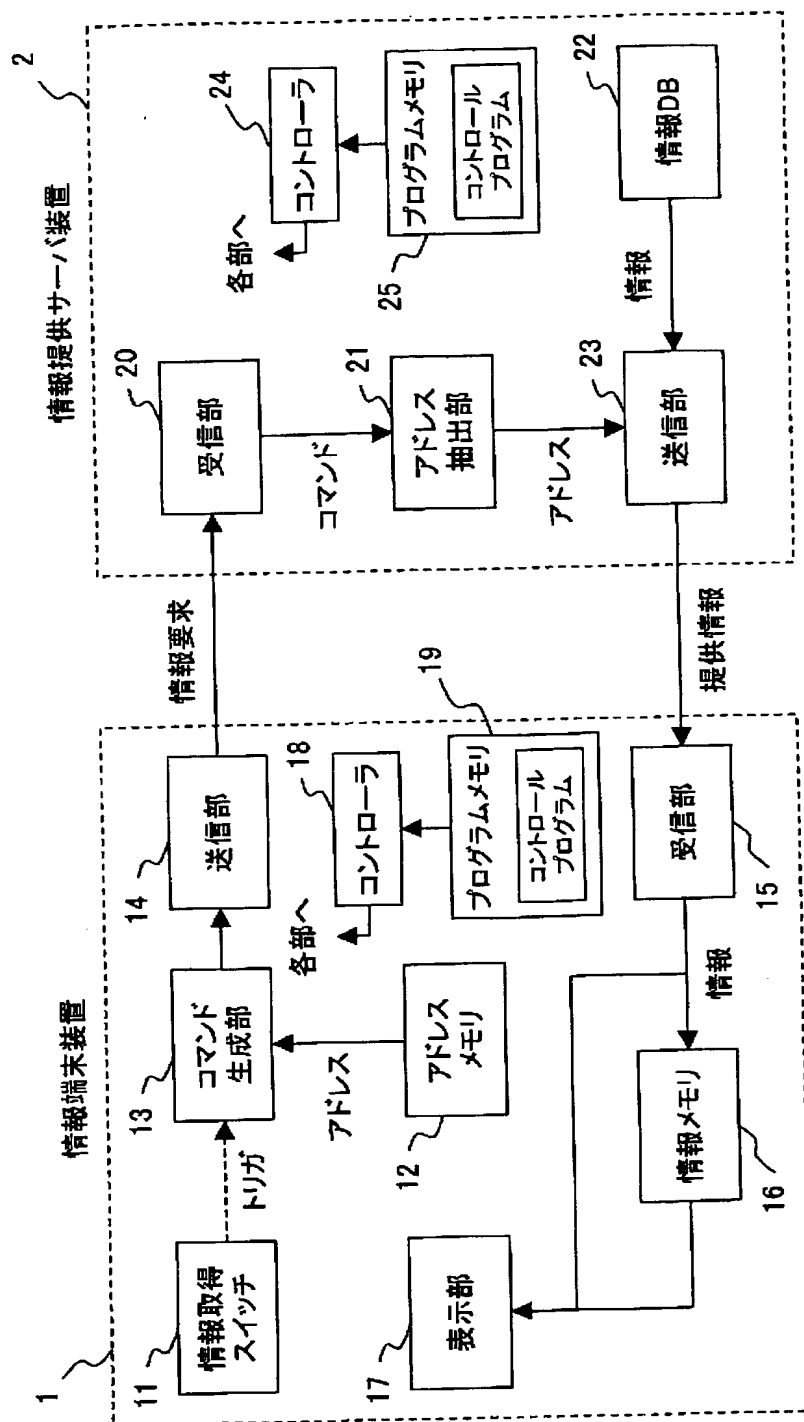 情報端末装置
1
11
情報取得
スイッチ
トリガ
13
コマンド
生成部
14
送信部
情報要求
アドレス
12
アドレス
メモリ
各部へ
18
コントローラ
19
プログラムメモリ
コントロール
プログラム
17
表示部
情報メモリ
16
情報
受信部
15
提供情報
情報提供サーバ装置
2
20
受信部
コマンド
21
アドレス
抽出部
アドレス
23
送信部
各部へ
24
コントローラ
プログラムメモリ
コントロール
プログラム
25
情報
22
情報DB